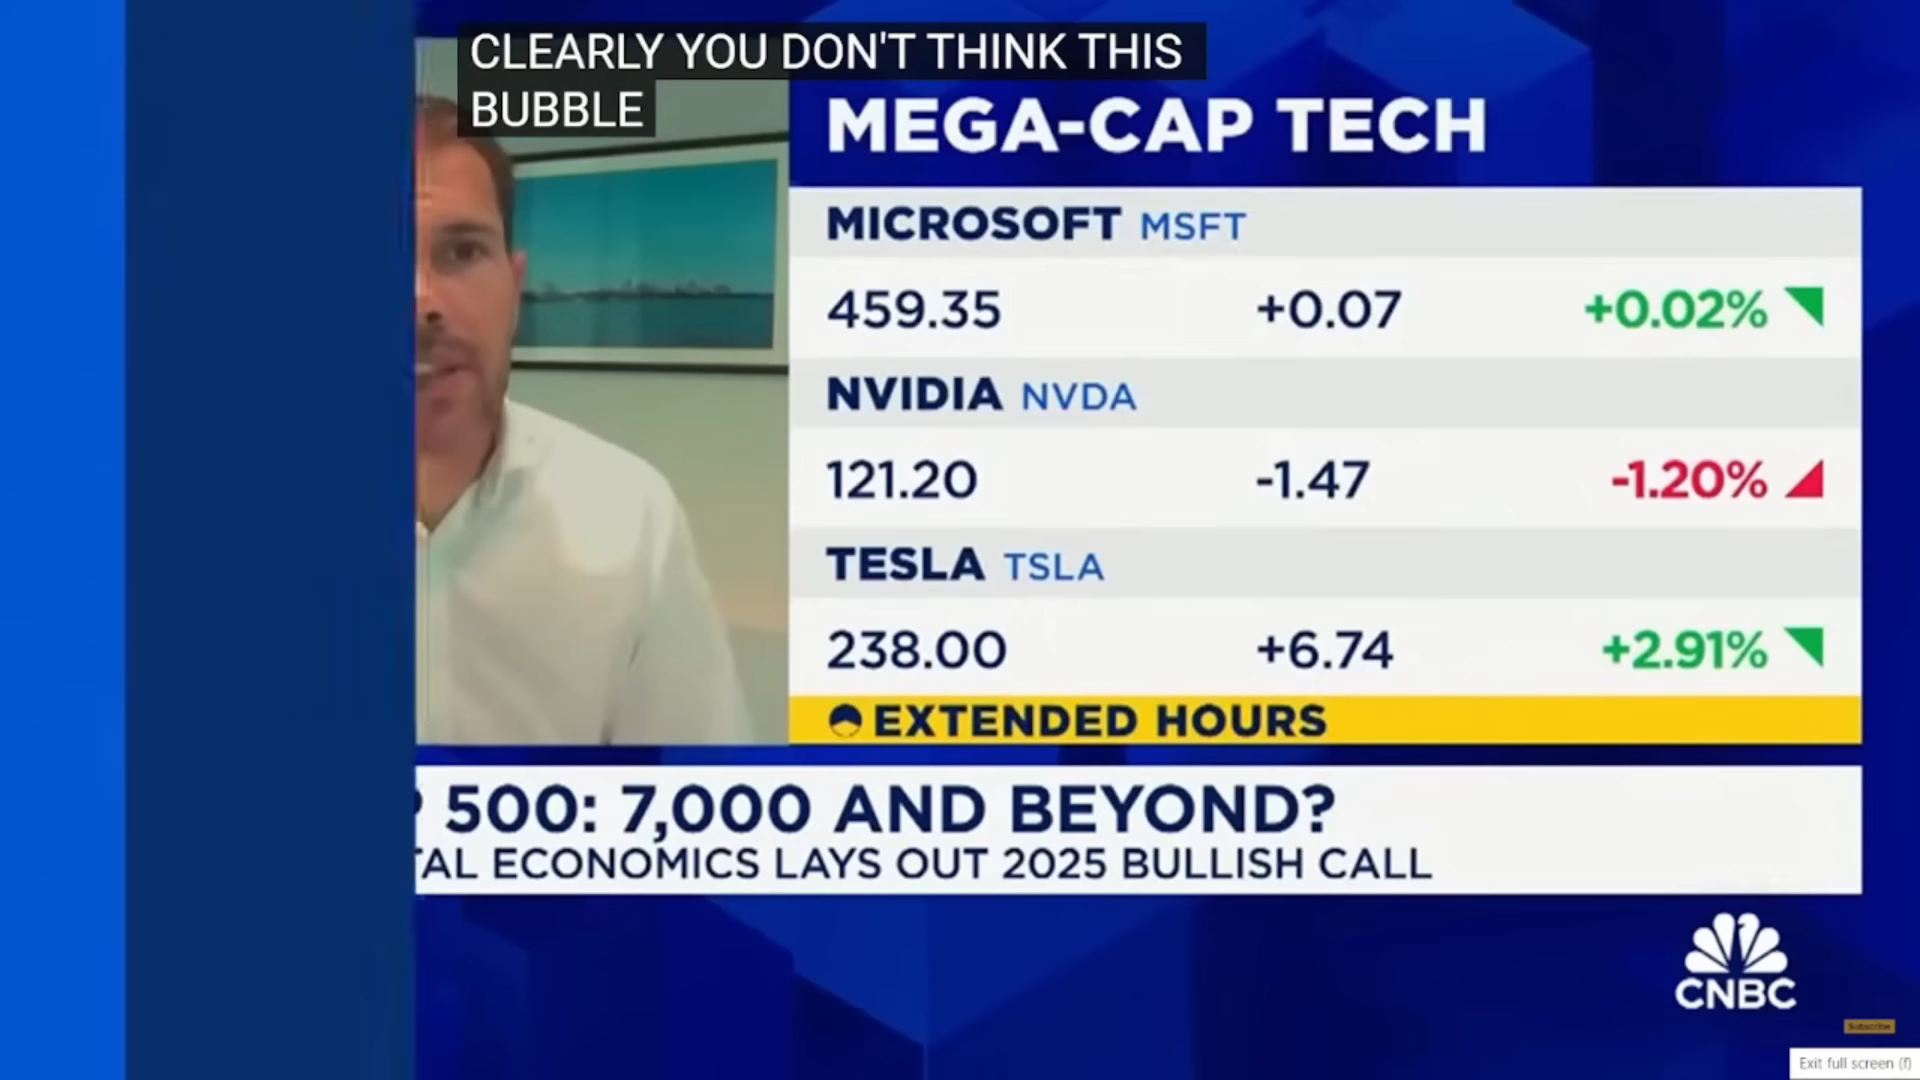 CLEARLY YOU DON'T THINK THIS
BUBBLE
MEGA-CAP TECH
MICROSOFT MSFT
459.35 +0.07 +0.02%
NVIDIA NVDA
121.20 -1.47 -1.20%
TESLA TSLA
238.00 +6.74 +2.91%
EXTENDED HOURS
500: 7,000 AND BEYOND?
TAL ECONOMICS LAYS OUT 2025 BULLISH CALL
CNBC
Subscribe
Exit full screen (f)